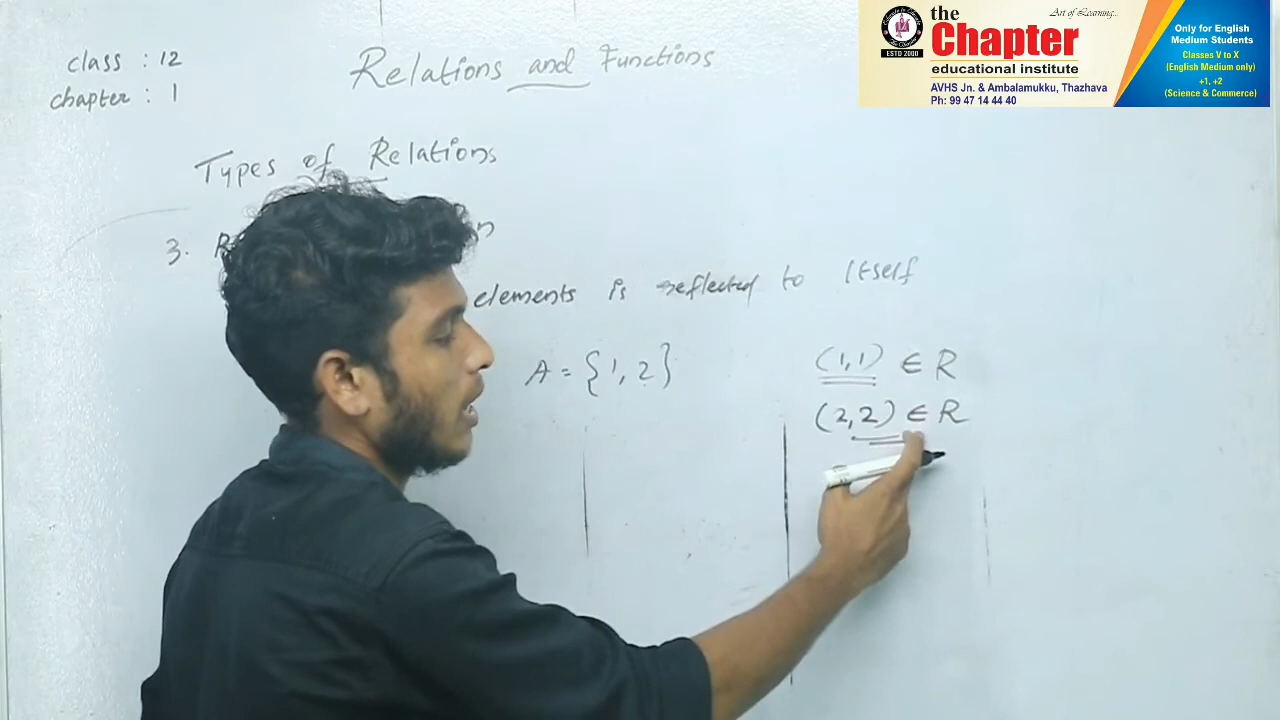 class : 12
chapter : 1
Relations and Functions
Types of Relations
3.
elements is reflected to itself
A = {1, 2}
(1,1) ∈ R
(2,2) ∈ R
ESTD 2000
the
Art of Learning...
Chapter
educational institute
AVHS Jn. & Ambalamukku, Thazhava
Ph: 99 47 14 44 40
Only for English
Medium Students
Classes V to X
(English Medium only)
+1, +2
(Science & Commerce)